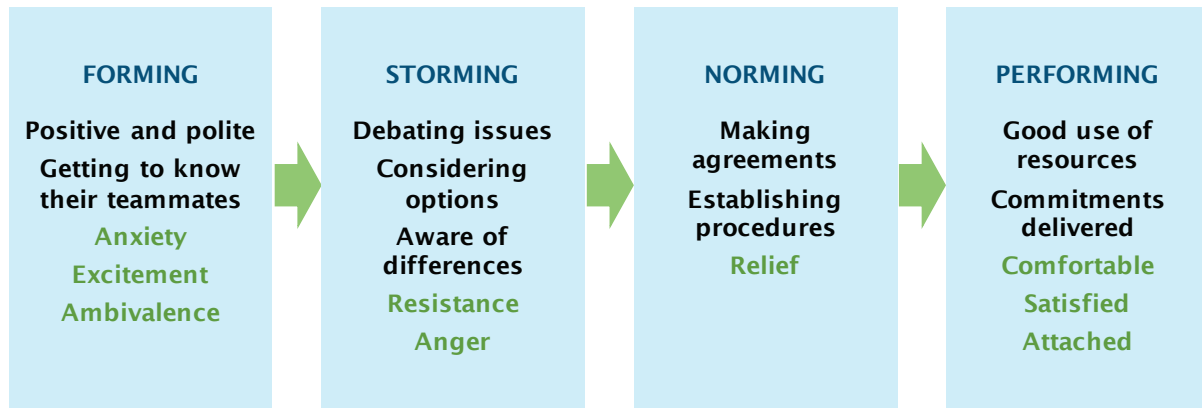 FORMING
Positive and polite
Getting to know
their teammates
Anxiety
Excitement
Ambivalence
STORMING
Debating issues
Considering
options
Aware of
differences
Resistance
Anger
NORMING
Making
agreements
Establishing
procedures
Relief
PERFORMING
Good use of
resources
Commitments
delivered
Comfortable
Satisfied
Attached